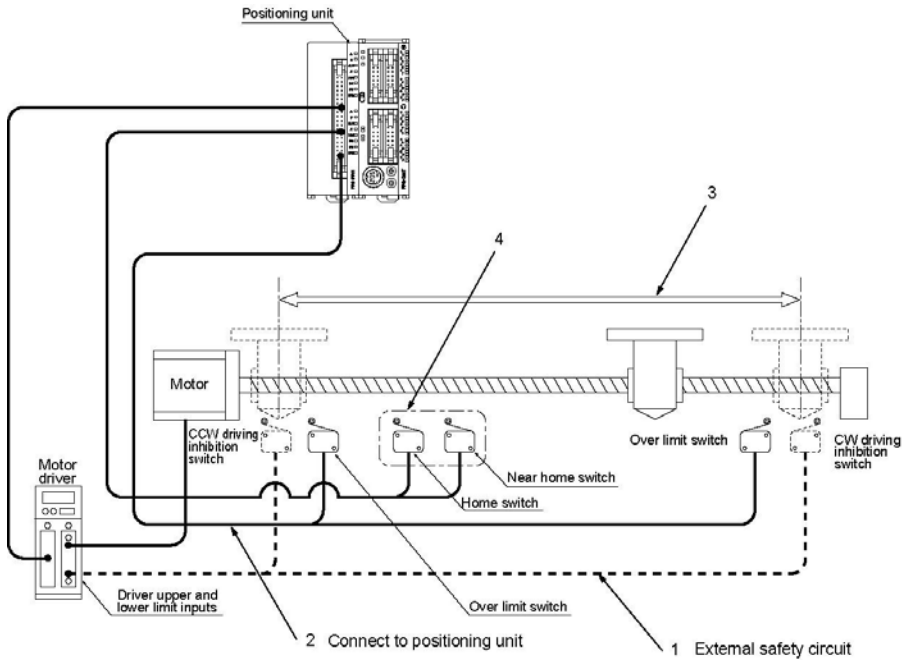 Positioning unit
3
4
Motor
CCW driving
inhibition
switch
Over limit switch
CW driving
inhibition
switch
Near home switch
Home switch
Motor
driver
Driver upper and
lower limit inputs
Over limit switch
2 Connect to positioning unit
1 External safety circuit